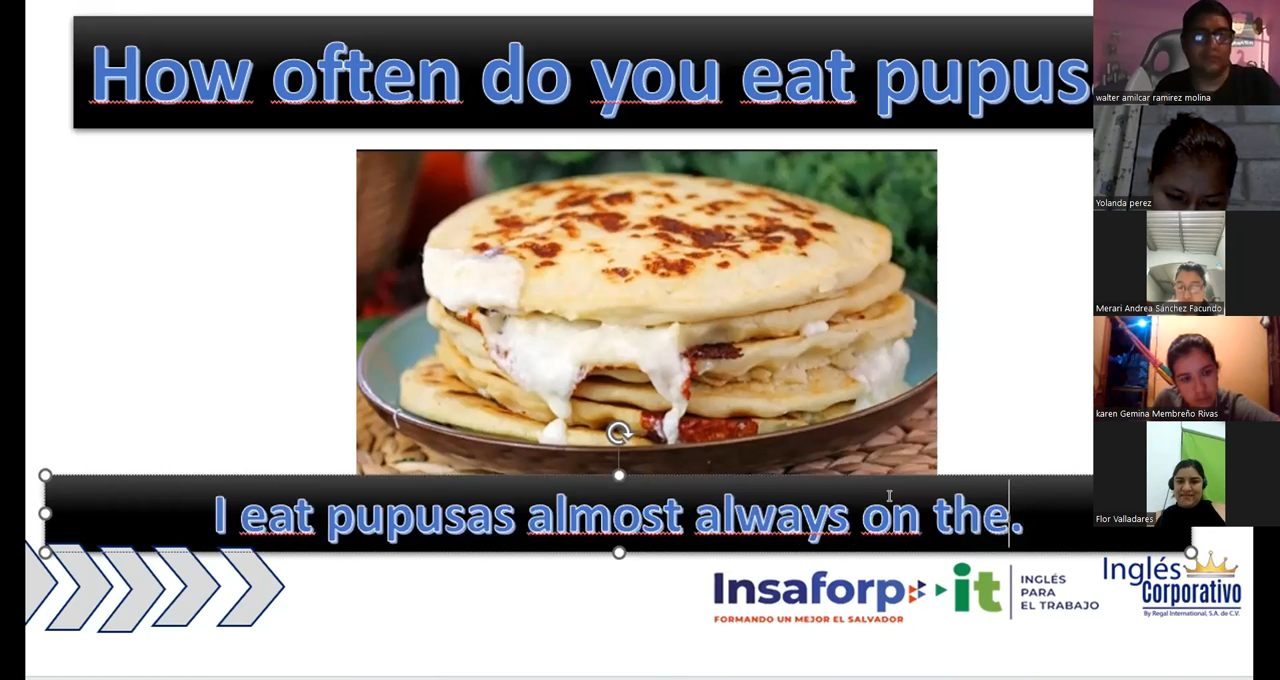 How often do you eat pupus
I eat pupusas almost always on the.
walter amilcar ramirez molina
Yolanda perez
Merari Andrea Sánchez Facundo
karen Gemina Membreño Rivas
Flor Valladares
Insaforp
FORMANDO UN MEJOR EL SALVADOR
it
INGLÉS
PARA
EL TRABAJO
Inglés
Corporativo
By Regal International, S.A. de C.V.